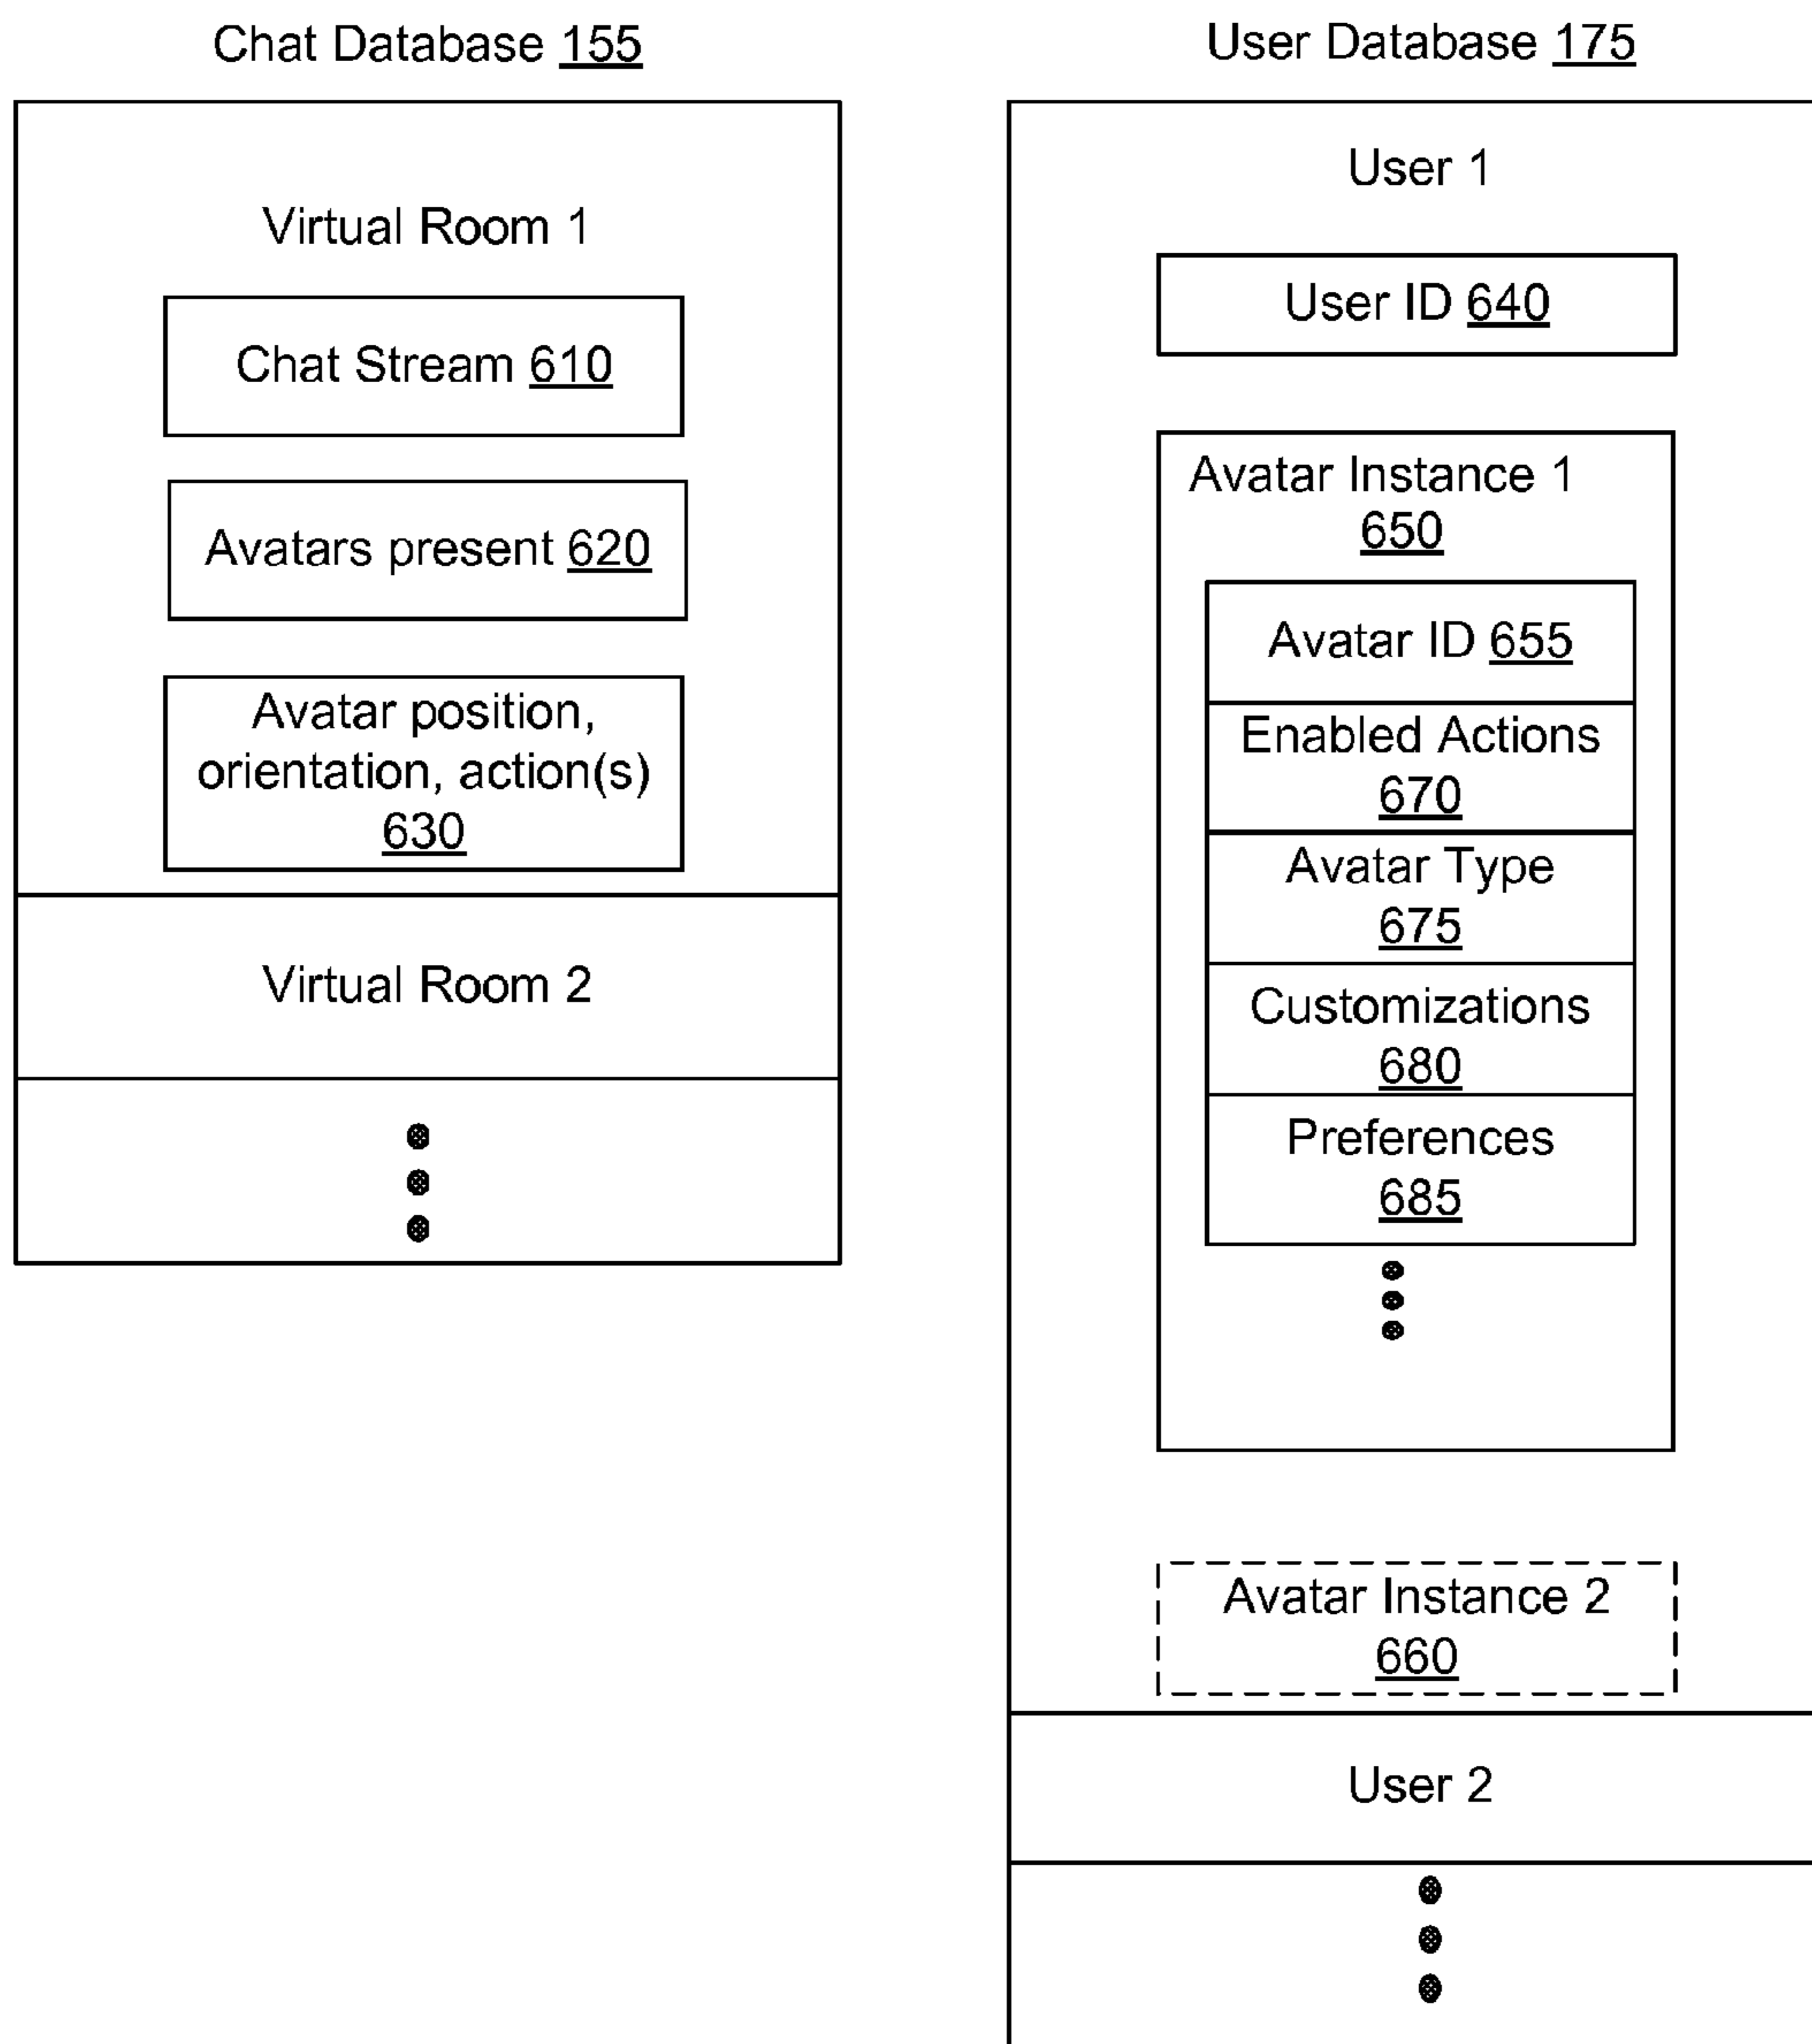 Chat Database 155
Virtual Room 1
Chat Stream 610
Avatars present 620
Avatar position,
orientation, action(s)
630
Virtual Room 2
User Database 175
User 1
User ID 640
Avatar Instance 1
650
Avatar ID 655
Enabled Actions
670
Avatar Type
675
Customizations
680
Preferences
685
Avatar Instance 2
660
User 2